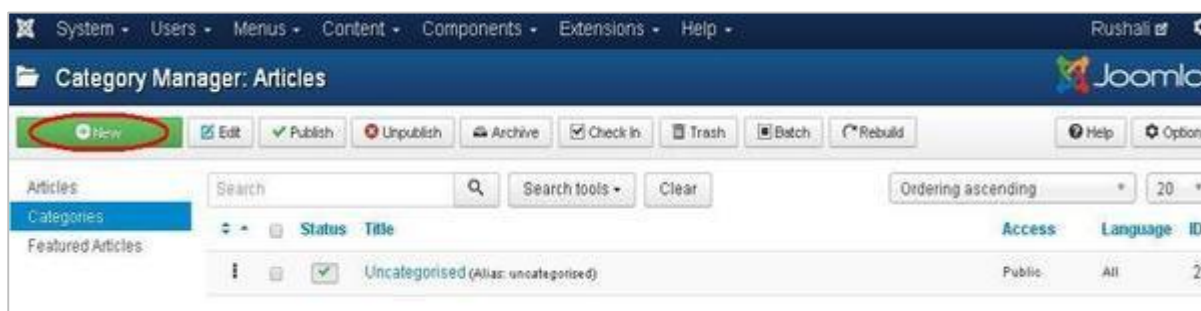 System Users Menus Content Components Extensions Help Rushali
Category Manager: Articles Joomla
New Edit Publish Unpublish Archive Check In Trash Batch Rebuild Help Option
Articles Search Search tools Clear Ordering ascending 20
Categories
Status Title Access Language ID
Featured Articles
Uncategorised (Alias: uncategorised) Public All 2